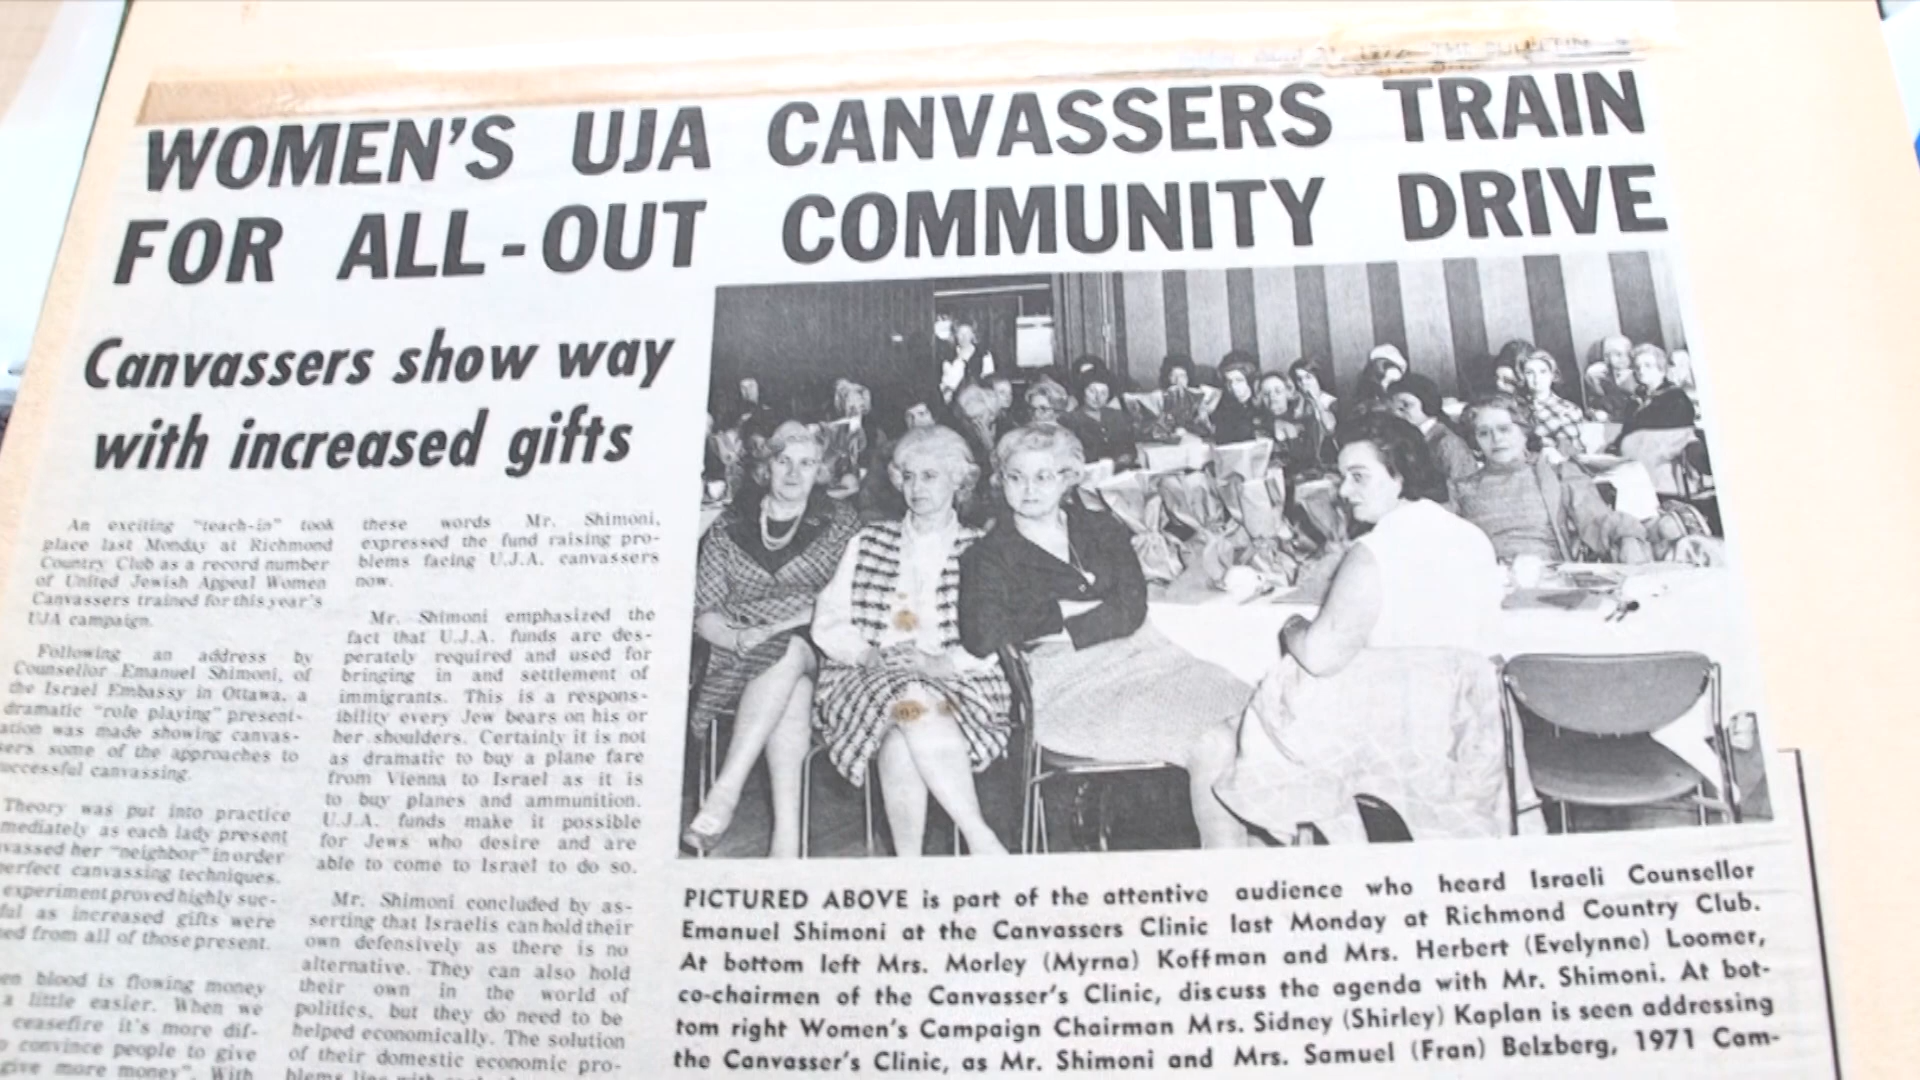 THE BULLETIN
WOMEN'S UJA CANVASSERS TRAIN
FOR ALL-OUT COMMUNITY DRIVE
Canvassers show way
with increased gifts
An exciting "teach-in" took
place last Monday at Richmond
Country Club as a record number
of United Jewish Appeal Women
Canvassers trained for this year's
UJA campaign.
Following an address by
Counsellor Emanuel Shimoni, of
the Israel Embassy in Ottawa, a
dramatic "role playing" present-
ation was made showing canvas-
sers some of the approaches to
successful canvassing.
Theory was put into practice
mediately as each lady present
vassed her "neighbor" in order
perfect canvassing techniques.
experiment proved highly suc-
ful as increased gifts were
ed from all of those present.
en blood is flowing money
a little easier. When we
ceasefire it's more dif-
convince people to give
give more money". With
these words Mr. Shimoni,
expressed the fund raising pro-
blems facing U.J.A. canvassers
now.
Mr. Shimoni emphasized the
fact that U.J.A. funds are des-
perately required and used for
bringing in and settlement of
immigrants. This is a respons-
ibility every Jew bears on his or
her shoulders. Certainly it is not
as dramatic to buy a plane fare
from Vienna to Israel as it is
to buy planes and ammunition.
U.J.A. funds make it possible
for Jews who desire and are
able to come to Israel to do so.
Mr. Shimoni concluded by as-
serting that Israelis can hold their
own defensively as there is no
alternative. They can also hold
their own in the world of
politics, but they do need to be
helped economically. The solution
of their domestic economic pro-
blems
PICTURED ABOVE is part of the attentive audience who heard Israeli Counsellor
Emanuel Shimoni at the Canvassers Clinic last Monday at Richmond Country Club.
At bottom left Mrs. Morley (Myrna) Koffman and Mrs. Herbert (Evelynne) Loomer,
co-chairmen of the Canvasser's Clinic, discuss the agenda with Mr. Shimoni. At bot-
tom right Women's Campaign Chairman Mrs. Sidney (Shirley) Kaplan is seen addressing
the Canvasser's Clinic, as Mr. Shimoni and Mrs. Samuel (Fran) Belzberg, 1971 Cam-